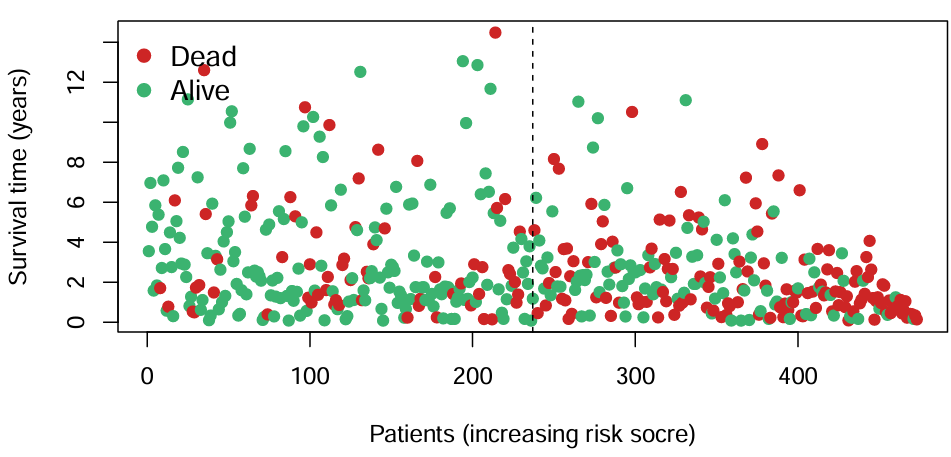 Dead
Alive
Survival time (years)
0
2
4
6
8
12
0
100
200
300
400
Patients (increasing risk socre)